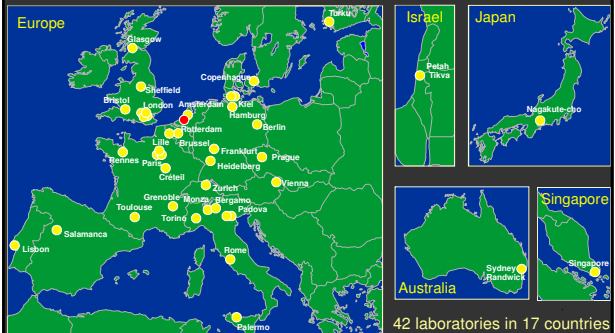 Europe
Turku
Glasgow
Copenhague
Sheffield
Bristol
London
Amsterdam
Kiel
Hamburg
Berlin
Rotterdam
Brussel
Lille
Rennes
Paris
Créteil
Frankfurt
Heidelberg
Prague
Vienna
Zurich
Grenoble
Monza
Bergamo
Toulouse
Torino
Padova
Salamanca
Lisbon
Rome
Palermo
Israel
Petah
Tikva
Japan
Nagakute-cho
Australia
Sydney
Randwick
Singapore
Singapore
42 laboratories in 17 countries